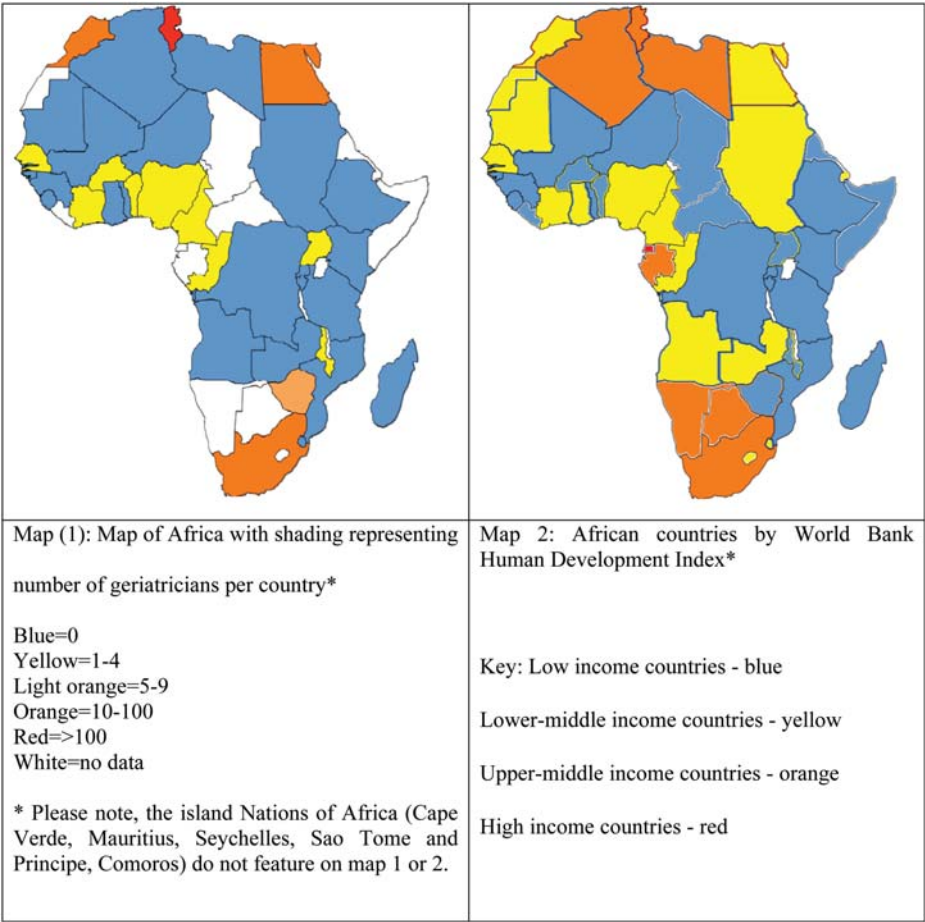 Map (1): Map of Africa with shading representing
number of geriatricians per country*
Blue=0
Yellow=1-4
Light orange=5-9
Orange=10-100
Red=>100
White=no data
* Please note, the island Nations of Africa (Cape
Verde, Mauritius, Seychelles, Sao Tome and
Principe, Comoros) do not feature on map 1 or 2.
Map 2: African countries by World Bank
Human Development Index*
Key: Low income countries - blue
Lower-middle income countries - yellow
Upper-middle income countries - orange
High income countries - red